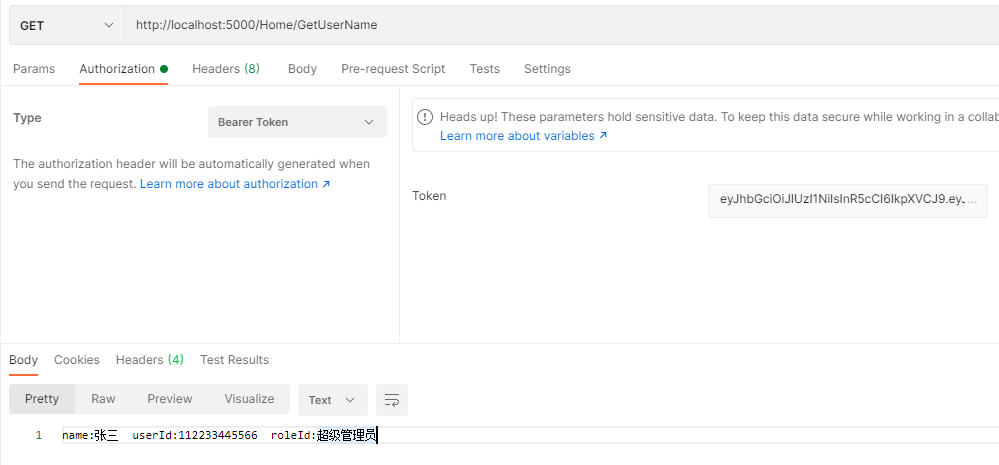 GET http://localhost:5000/Home/GetUserName
Params Authorization Headers (8) Body Pre-request Script Tests Settings
Type Bearer Token
The authorization header will be automatically generated when
you send the request. Learn more about authorization ↗
! Heads up! These parameters hold sensitive data. To keep this data secure while working in a collab
Learn more about variables ↗
Token eyJhbGciOiJIUzI1NiIsInR5cCI6IkpXVCJ9.eyJ...
Body Cookies Headers (4) Test Results
Pretty Raw Preview Visualize Text
1 name:张三 userId:112233445566 roleId:超级管理员